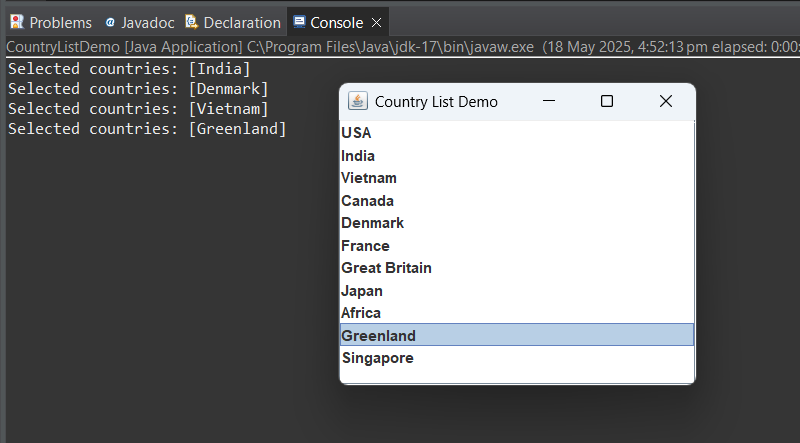 Problems Javadoc Declaration Console
CountryListDemo [Java Application] C:\Program Files\Java\jdk-17\bin\javaw.exe (18 May 2025, 4:52:13 pm elapsed: 0:00:
Selected countries: [India]
Selected countries: [Denmark]
Selected countries: [Vietnam]
Selected countries: [Greenland]
Country List Demo
USA
India
Vietnam
Canada
Denmark
France
Great Britain
Japan
Africa
Greenland
Singapore